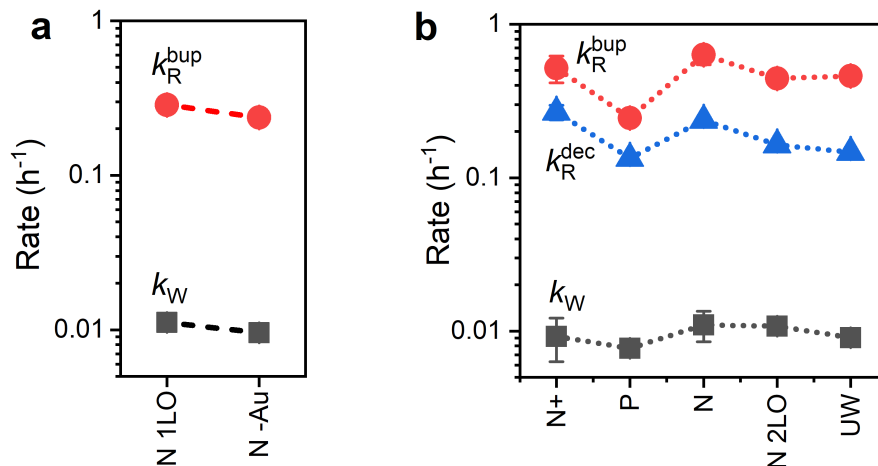 a
1
0.1
0.01
Rate (h⁻¹)
k_R^bup
k_W
N 1LO
N -Au
b
1
0.1
0.01
Rate (h⁻¹)
k_R^bup
k_R^dec
k_W
N+
P
N
N 2LO
UW